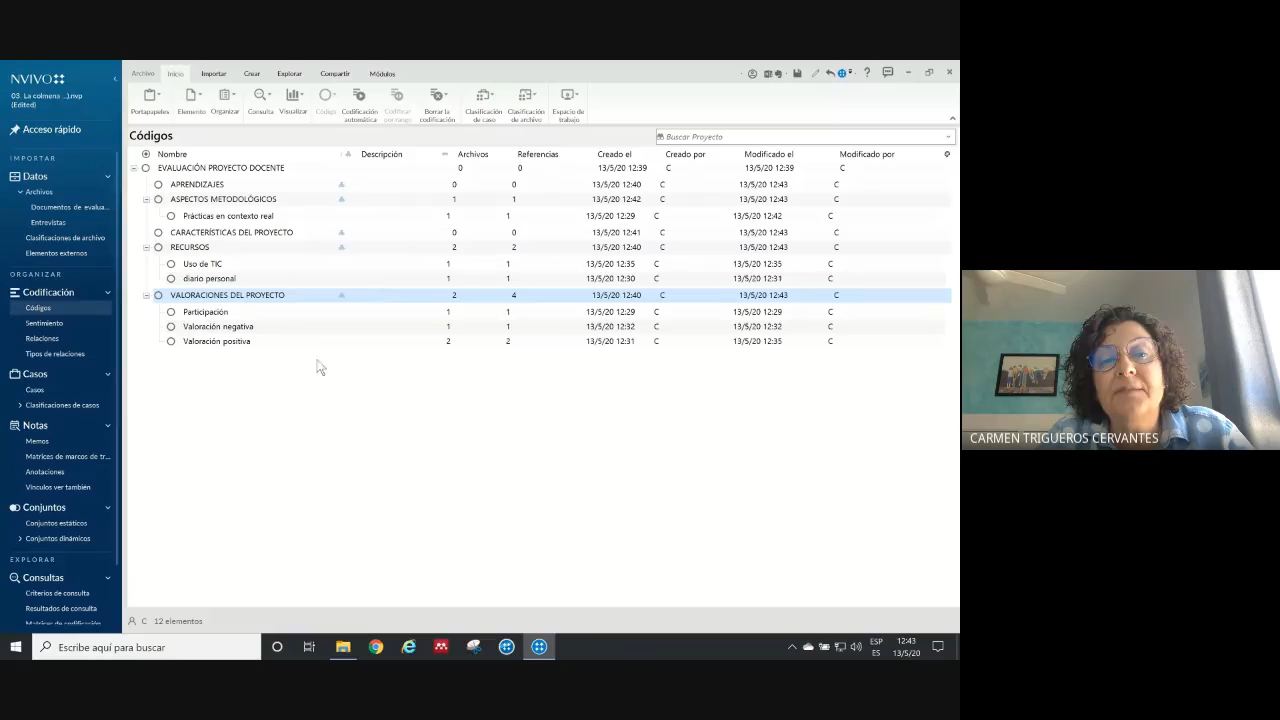 NVIVO
03. La colmena ...).nvp
(Edited)
Acceso rápido
IMPORTAR
Datos
Archivos
Documentos de evalua...
Entrevistas
Clasificaciones de archivo
Elementos externos
ORGANIZAR
Codificación
Códigos
Sentimiento
Relaciones
Tipos de relaciones
Casos
Casos
Clasificaciones de casos
Notas
Memos
Matrices de marcos de tr...
Anotaciones
Vínculos ver también
Conjuntos
Conjuntos estáticos
Conjuntos dinámicos
EXPLORAR
Consultas
Criterios de consulta
Resultados de consulta
Matrices de codificación
Archivo Inicio Importar Crear Explorar Compartir Módulos
Portapapeles Elemento Organizar Consulta Visualizar Código Codificación automática Codificar por rango Borrar la codificación Clasificación de caso Clasificación de archivo Espacio de trabajo
Códigos
Buscar Proyecto
Nombre Descripción Archivos Referencias Creado el Creado por Modificado el Modificado por
EVALUACIÓN PROYECTO DOCENTE 0 0 13/5/20 12:39 C 13/5/20 12:39 C
APRENDIZAJES 0 0 13/5/20 12:40 C 13/5/20 12:43 C
ASPECTOS METODOLÓGICOS 1 1 13/5/20 12:42 C 13/5/20 12:43 C
Prácticas en contexto real 1 1 13/5/20 12:29 C 13/5/20 12:42 C
CARACTERÍSTICAS DEL PROYECTO 0 0 13/5/20 12:41 C 13/5/20 12:43 C
RECURSOS 2 2 13/5/20 12:40 C 13/5/20 12:43 C
Uso de TIC 1 1 13/5/20 12:35 C 13/5/20 12:35 C
diario personal 1 1 13/5/20 12:30 C 13/5/20 12:31 C
VALORACIONES DEL PROYECTO 2 4 13/5/20 12:40 C 13/5/20 12:43 C
Participación 1 1 13/5/20 12:29 C 13/5/20 12:29 C
Valoración negativa 1 1 13/5/20 12:32 C 13/5/20 12:32 C
Valoración positiva 2 2 13/5/20 12:31 C 13/5/20 12:35 C
CARMEN TRIGUEROS CERVANTES
C 12 elementos
Escribe aquí para buscar
ESP
ES
12:43
13/5/20